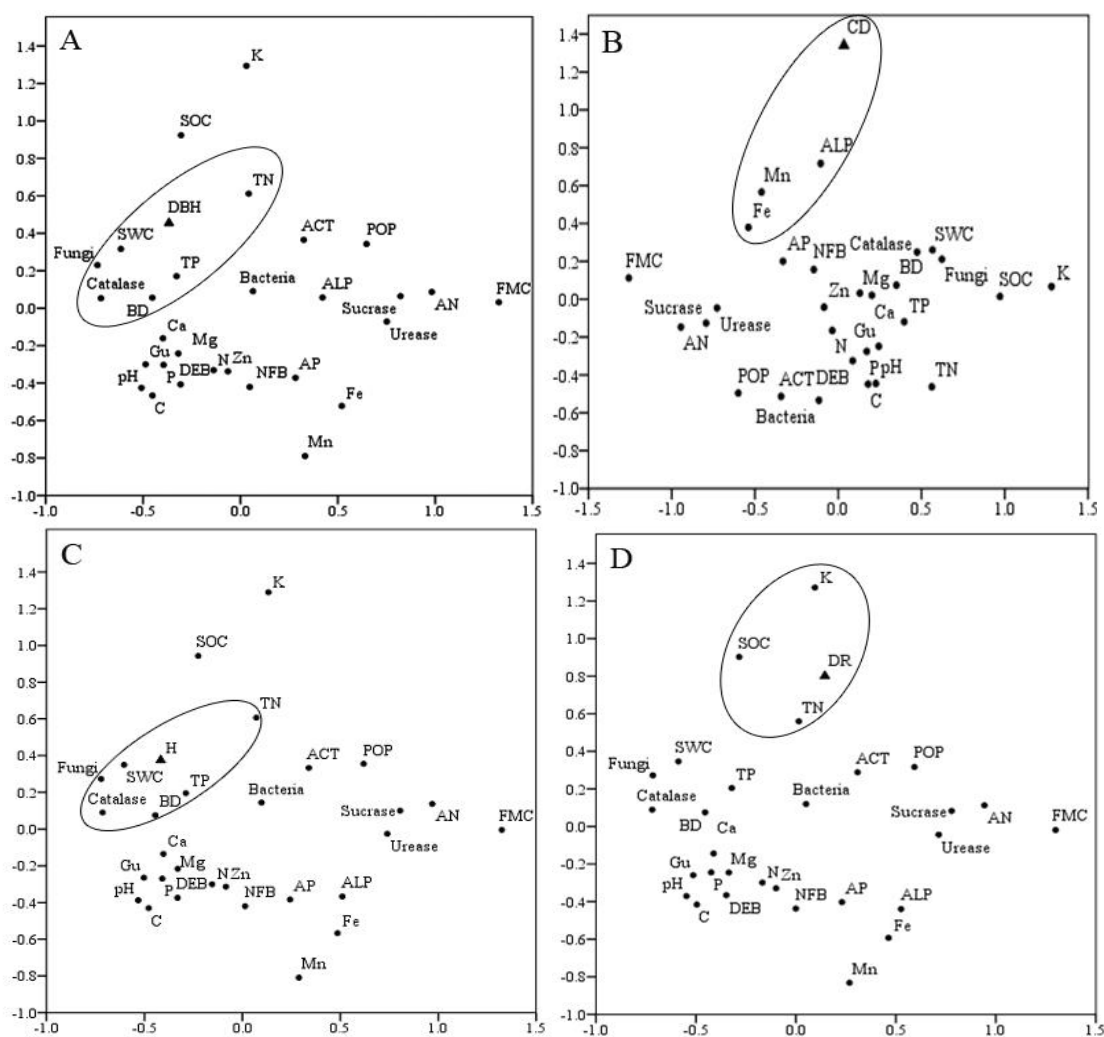 A
1.4
1.2
1.0
0.8
0.6
0.4
0.2
0.0
-0.2
-0.4
-0.6
-0.8
-1.0
-1.0 -0.5 0.0 0.5 1.0 1.5
K
SOC
TN
DBH
SWC
Fungi
TP
Catalase
BD
ACT
POP
Bacteria
ALP
FMC
Sucrase
AN
Urease
Ca
Gu
Mg
DEB
N
Zn
pH
P
NFB
AP
C
Fe
Mn
B
1.4
1.2
1.0
0.8
0.6
0.4
0.2
0.0
-0.2
-0.4
-0.6
-0.8
-1.0
-1.5 -1.0 -0.5 0.0 0.5 1.0 1.5
CD
ALP
Mn
Fe
AP
NFB
Catalase
SWC
BD
Fungi
FMC
SOC
K
Zn
Mg
Ca
TP
Sucrase
Urease
AN
Gu
N
POP
ACT
DEB
P
pH
TN
C
Bacteria
C
1.4
1.2
1.0
0.8
0.6
0.4
0.2
0.0
-0.2
-0.4
-0.6
-0.8
-1.0
-1.0 -0.5 0.0 0.5 1.0 1.5
K
SOC
TN
H
Fungi
SWC
TP
Catalase
BD
ACT
POP
Bacteria
Sucrase
AN
FMC
Urease
Ca
Gu
Mg
DEB
N
Zn
pH
P
NFB
AP
ALP
C
Fe
Mn
D
1.4
1.2
1.0
0.8
0.6
0.4
0.2
0.0
-0.2
-0.4
-0.6
-0.8
-1.0
-1.0 -0.5 0.0 0.5 1.0 1.5
K
SOC
DR
TN
SWC
Fungi
TP
ACT
POP
Catalase
Bacteria
BD
Ca
Sucrase
AN
FMC
Urease
Gu
Mg
N
Zn
pH
P
DEB
C
NFB
AP
ALP
Fe
Mn